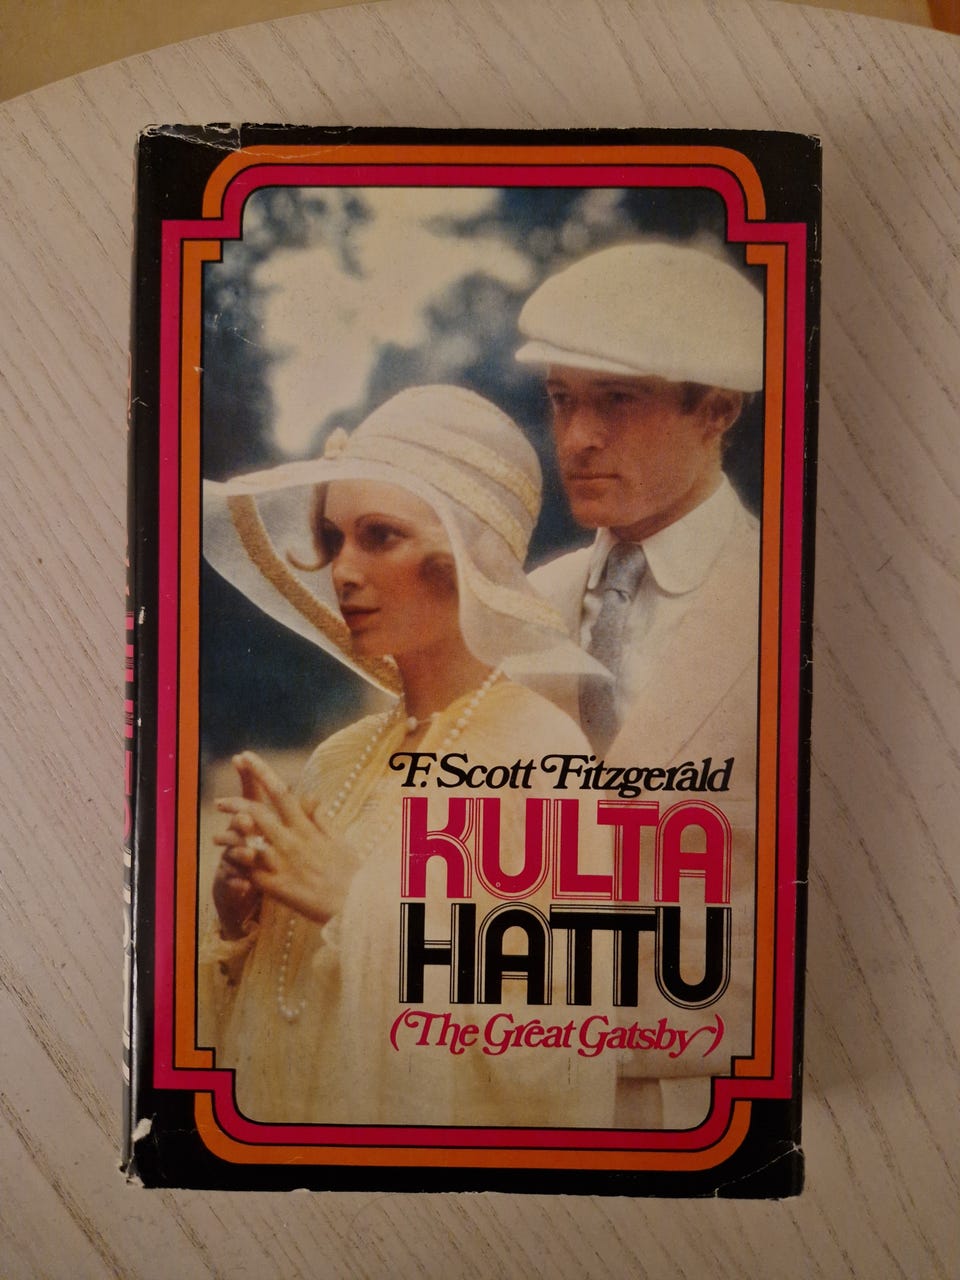 F. Scott Fitzgerald
KULTA
HATTU
(The Great Gatsby)